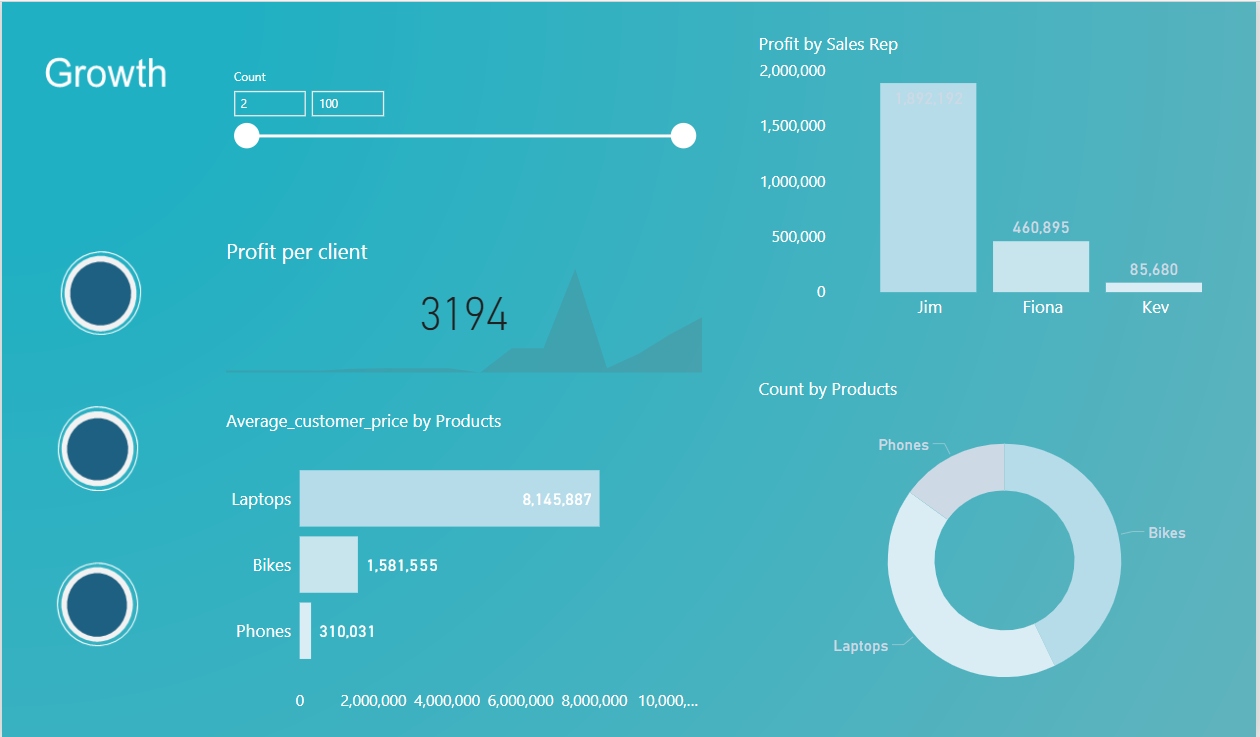 Growth
Count
2
100
Profit per client
3194
Average_customer_price by Products
Laptops
8,145,887
Bikes
1,581,555
Phones
310,031
0 2,000,000 4,000,000 6,000,000 8,000,000 10,000,...
Profit by Sales Rep
2,000,000
1,500,000
1,000,000
500,000
0
1,892,192
460,895
85,680
Jim Fiona Kev
Count by Products
Phones
Bikes
Laptops